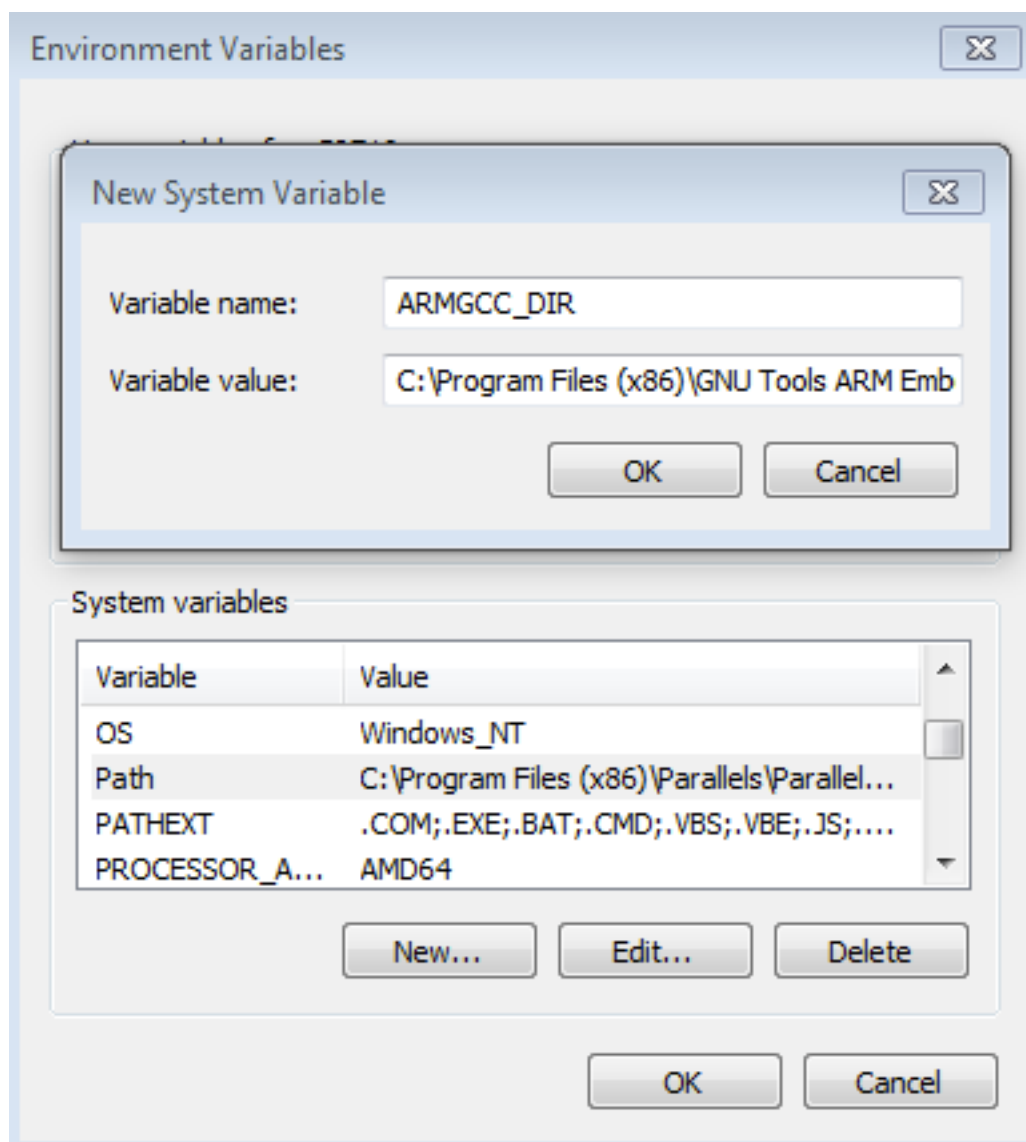 Environment Variables
New System Variable
Variable name: ARMGCC_DIR
Variable value: C:\Program Files (x86)\GNU Tools ARM Emb
OK Cancel
System variables
Variable Value
OS Windows_NT
Path C:\Program Files (x86)\Parallels\Parallel...
PATHEXT .COM;.EXE;.BAT;.CMD;.VBS;.VBE;.JS;....
PROCESSOR_A... AMD64
New... Edit... Delete
OK Cancel